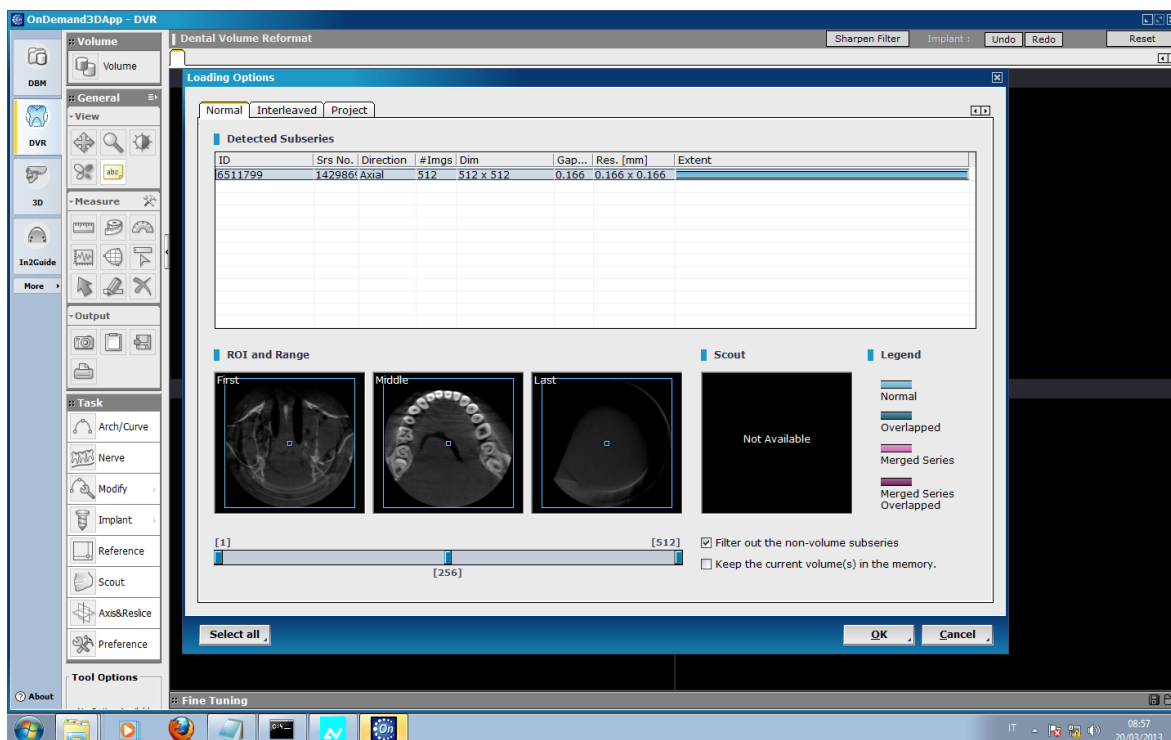 OnDemand3DApp - DVR
DBM
DVR
3D
In2Guide
More
About
Volume
Volume
General
View
abc
Measure
Output
Task
Arch/Curve
Nerve
Modify
Implant
Reference
Scout
Axis&Reslice
Preference
Tool Options
Dental Volume Reformat
Sharpen Filter Implant : Undo Redo Reset
Loading Options
Normal Interleaved Project
Detected Subseries
ID Srs No. Direction #Imgs Dim Gap... Res. [mm] Extent
6511799 1429869 Axial 512 512 x 512 0.166 0.166 x 0.166
ROI and Range Scout Legend
First Middle Last
Not Available
Normal
Overlapped
Merged Series
Merged Series
Overlapped
[1] [512]
[256]
Filter out the non-volume subseries
Keep the current volume(s) in the memory.
Select all OK Cancel
Fine Tuning
C:\
On
IT 08:57
20/03/2013